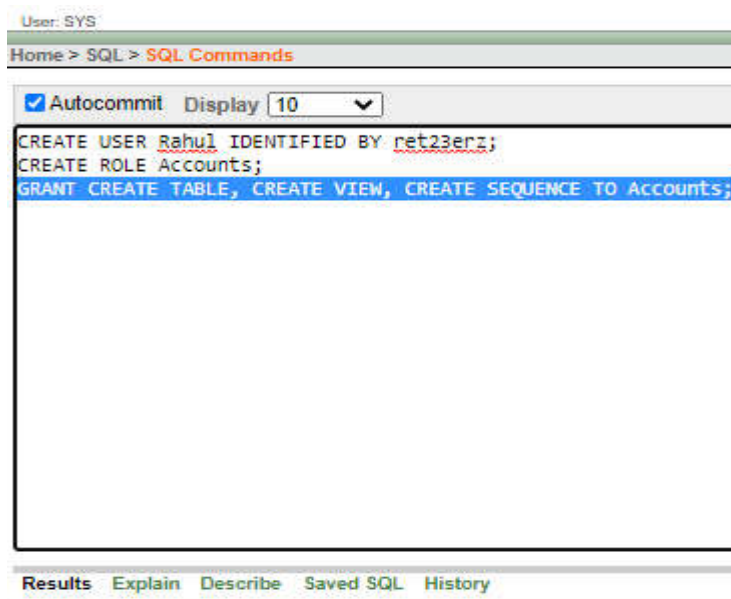 User: SYS
Home > SQL > SQL Commands
Autocommit Display 10
CREATE USER Rahul IDENTIFIED BY ret23erz;
CREATE ROLE Accounts;
GRANT CREATE TABLE, CREATE VIEW, CREATE SEQUENCE TO Accounts;
Results Explain Describe Saved SQL History